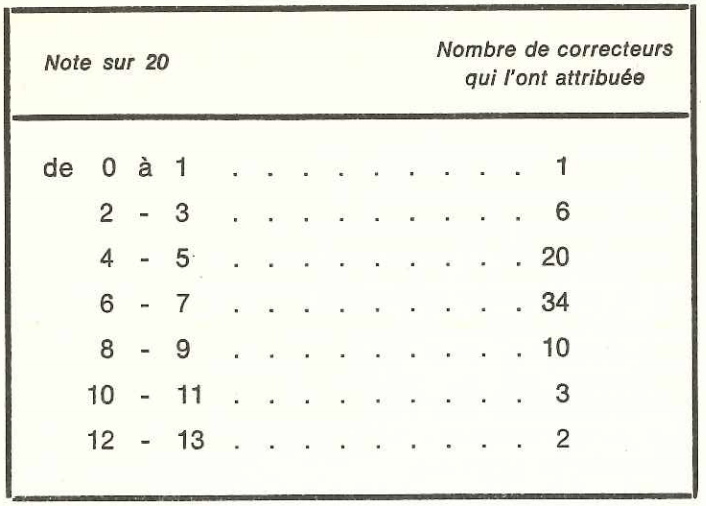 Note sur 20 Nombre de correcteurs
qui l'ont attribuée
de 0 à 1 . . . . . . . . . 1
2 - 3 . . . . . . . . . 6
4 - 5 . . . . . . . . . 20
6 - 7 . . . . . . . . . 34
8 - 9 . . . . . . . . . 10
10 - 11 . . . . . . . . . 3
12 - 13 . . . . . . . . . 2